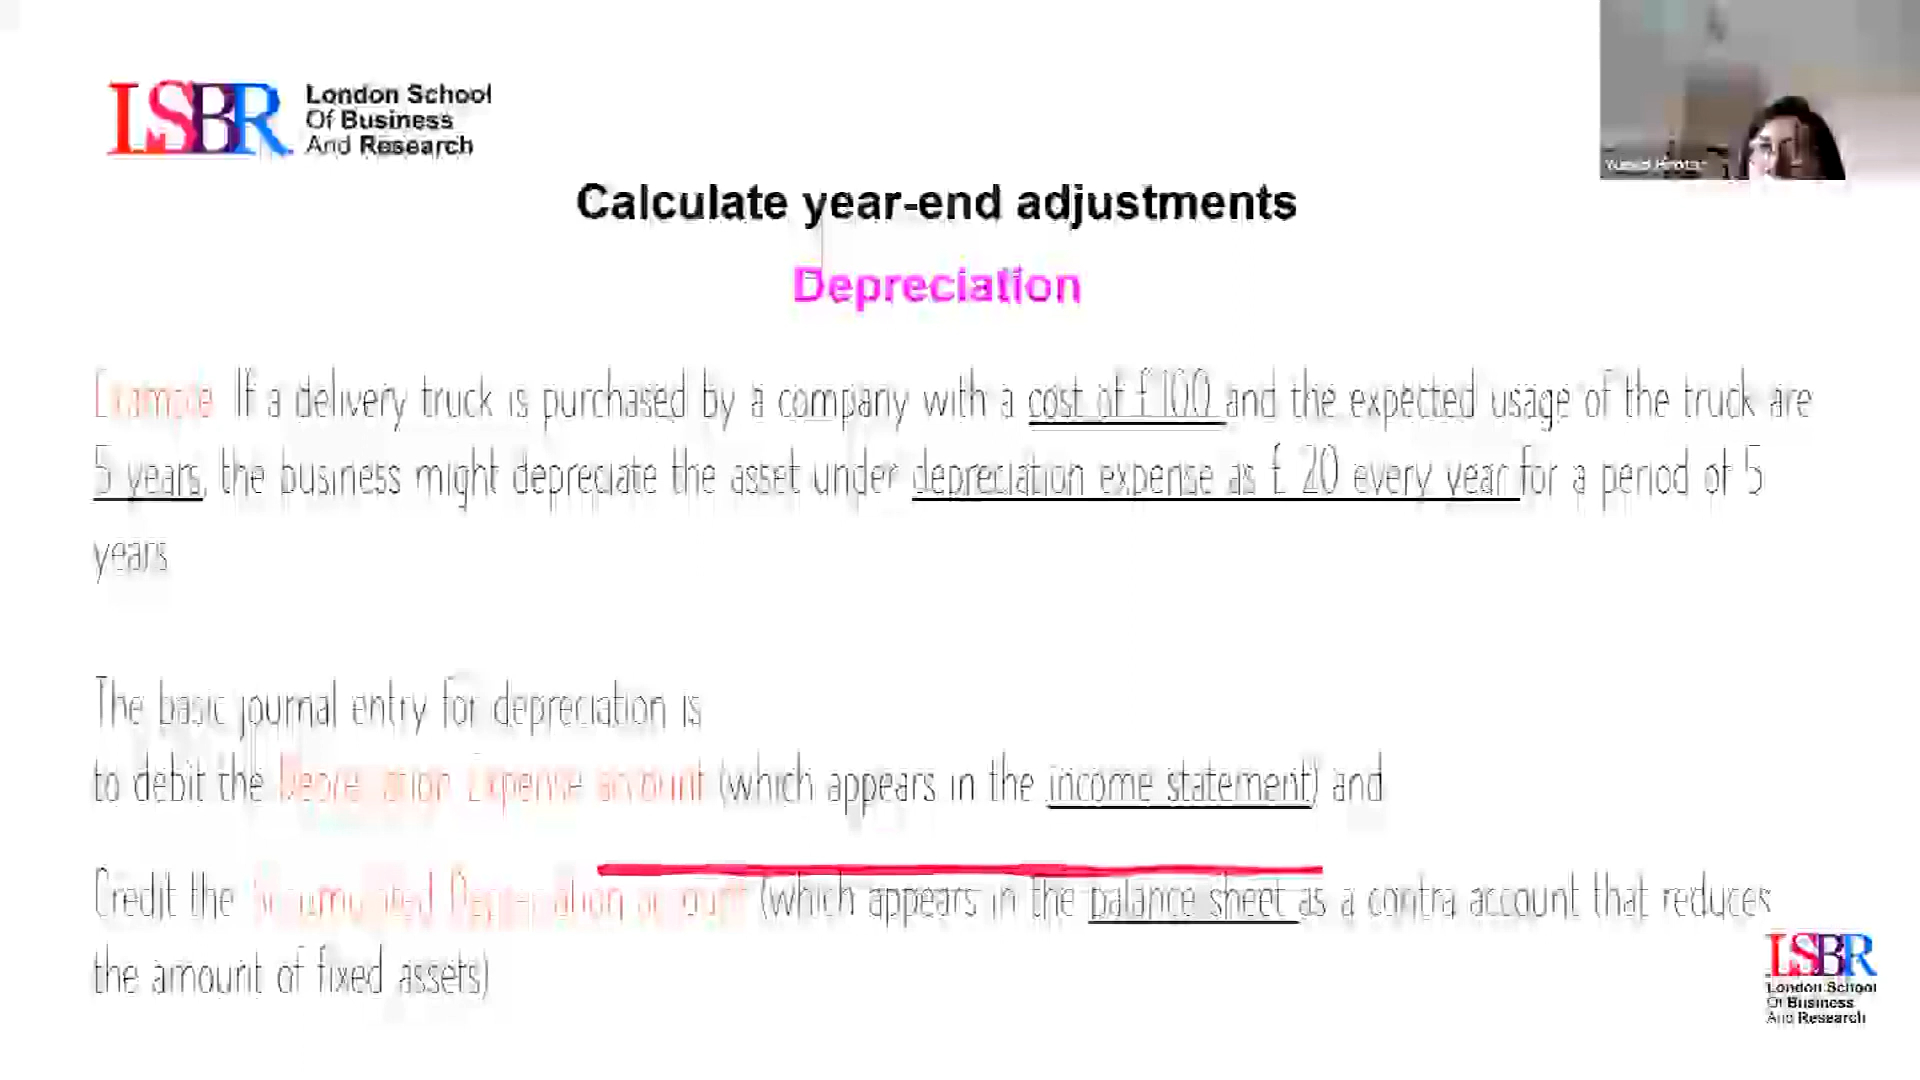 LSBR London School
Of Business
And Research
Calculate year-end adjustments
Depreciation
Example If a delivery truck is purchased by a company with a cost of £ 100 and the expected usage of the truck are
5 years, the business might depreciate the asset under depreciation expense as £ 20 every year for a period of 5
years
The basic journal entry for depreciation is
to debit the Depreciation Expense account (which appears in the income statement) and
Credit the Accumulated Depreciation account (which appears in the balance sheet as a contra account that reduces
the amount of fixed assets)
LSBR
London School
Of Business
And Research